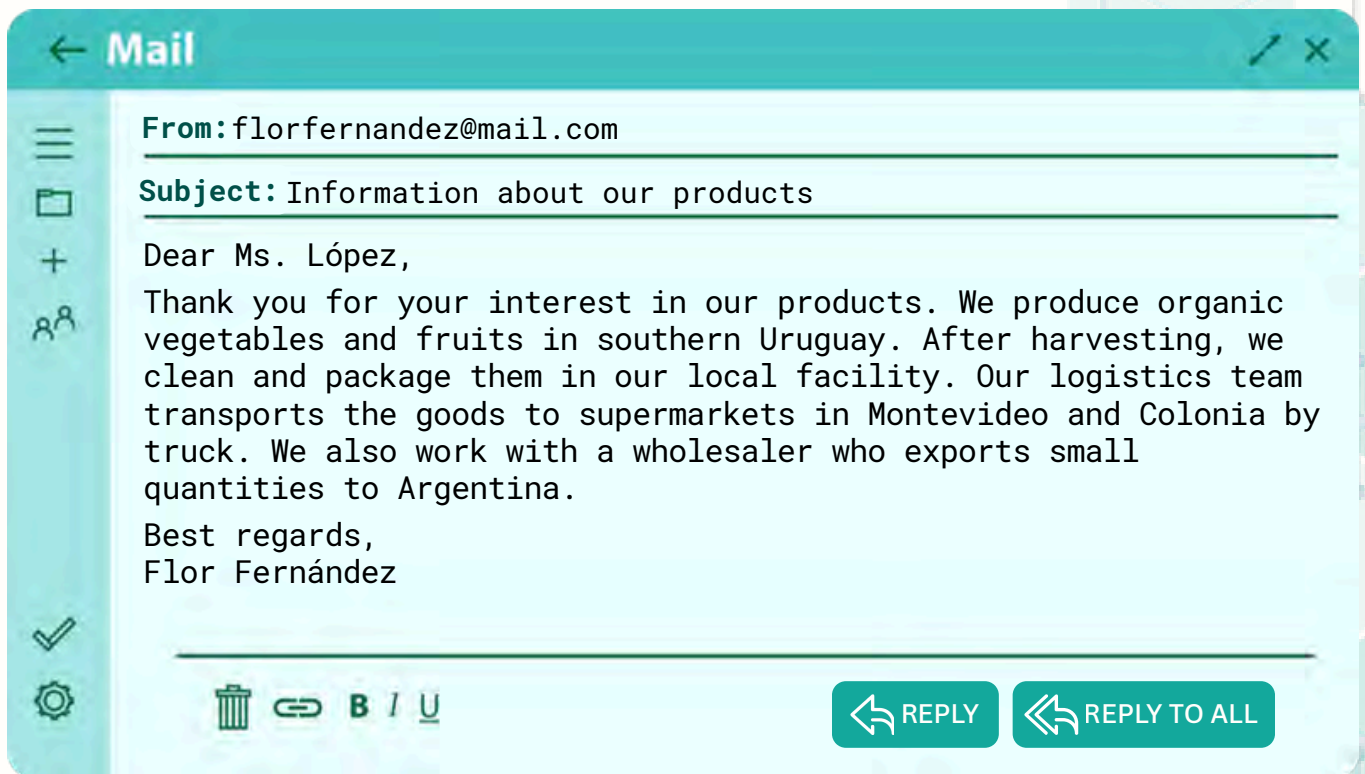 Mail
From: florfernandez@mail.com
Subject: Information about our products
Dear Ms. López,
Thank you for your interest in our products. We produce organic
vegetables and fruits in southern Uruguay. After harvesting, we
clean and package them in our local facility. Our logistics team
transports the goods to supermarkets in Montevideo and Colonia by
truck. We also work with a wholesaler who exports small
quantities to Argentina.
Best regards,
Flor Fernández
B I U
REPLY
REPLY TO ALL